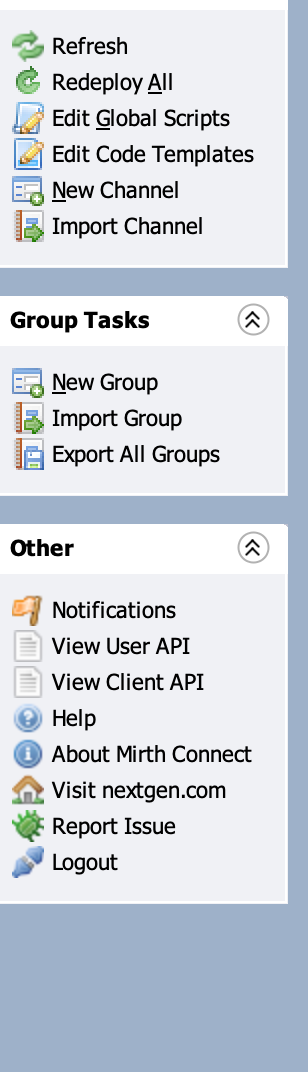 Refresh
Redeploy All
Edit Global Scripts
Edit Code Templates
New Channel
Import Channel
Group Tasks
New Group
Import Group
Export All Groups
Other
Notifications
View User API
View Client API
Help
About Mirth Connect
Visit nextgen.com
Report Issue
Logout